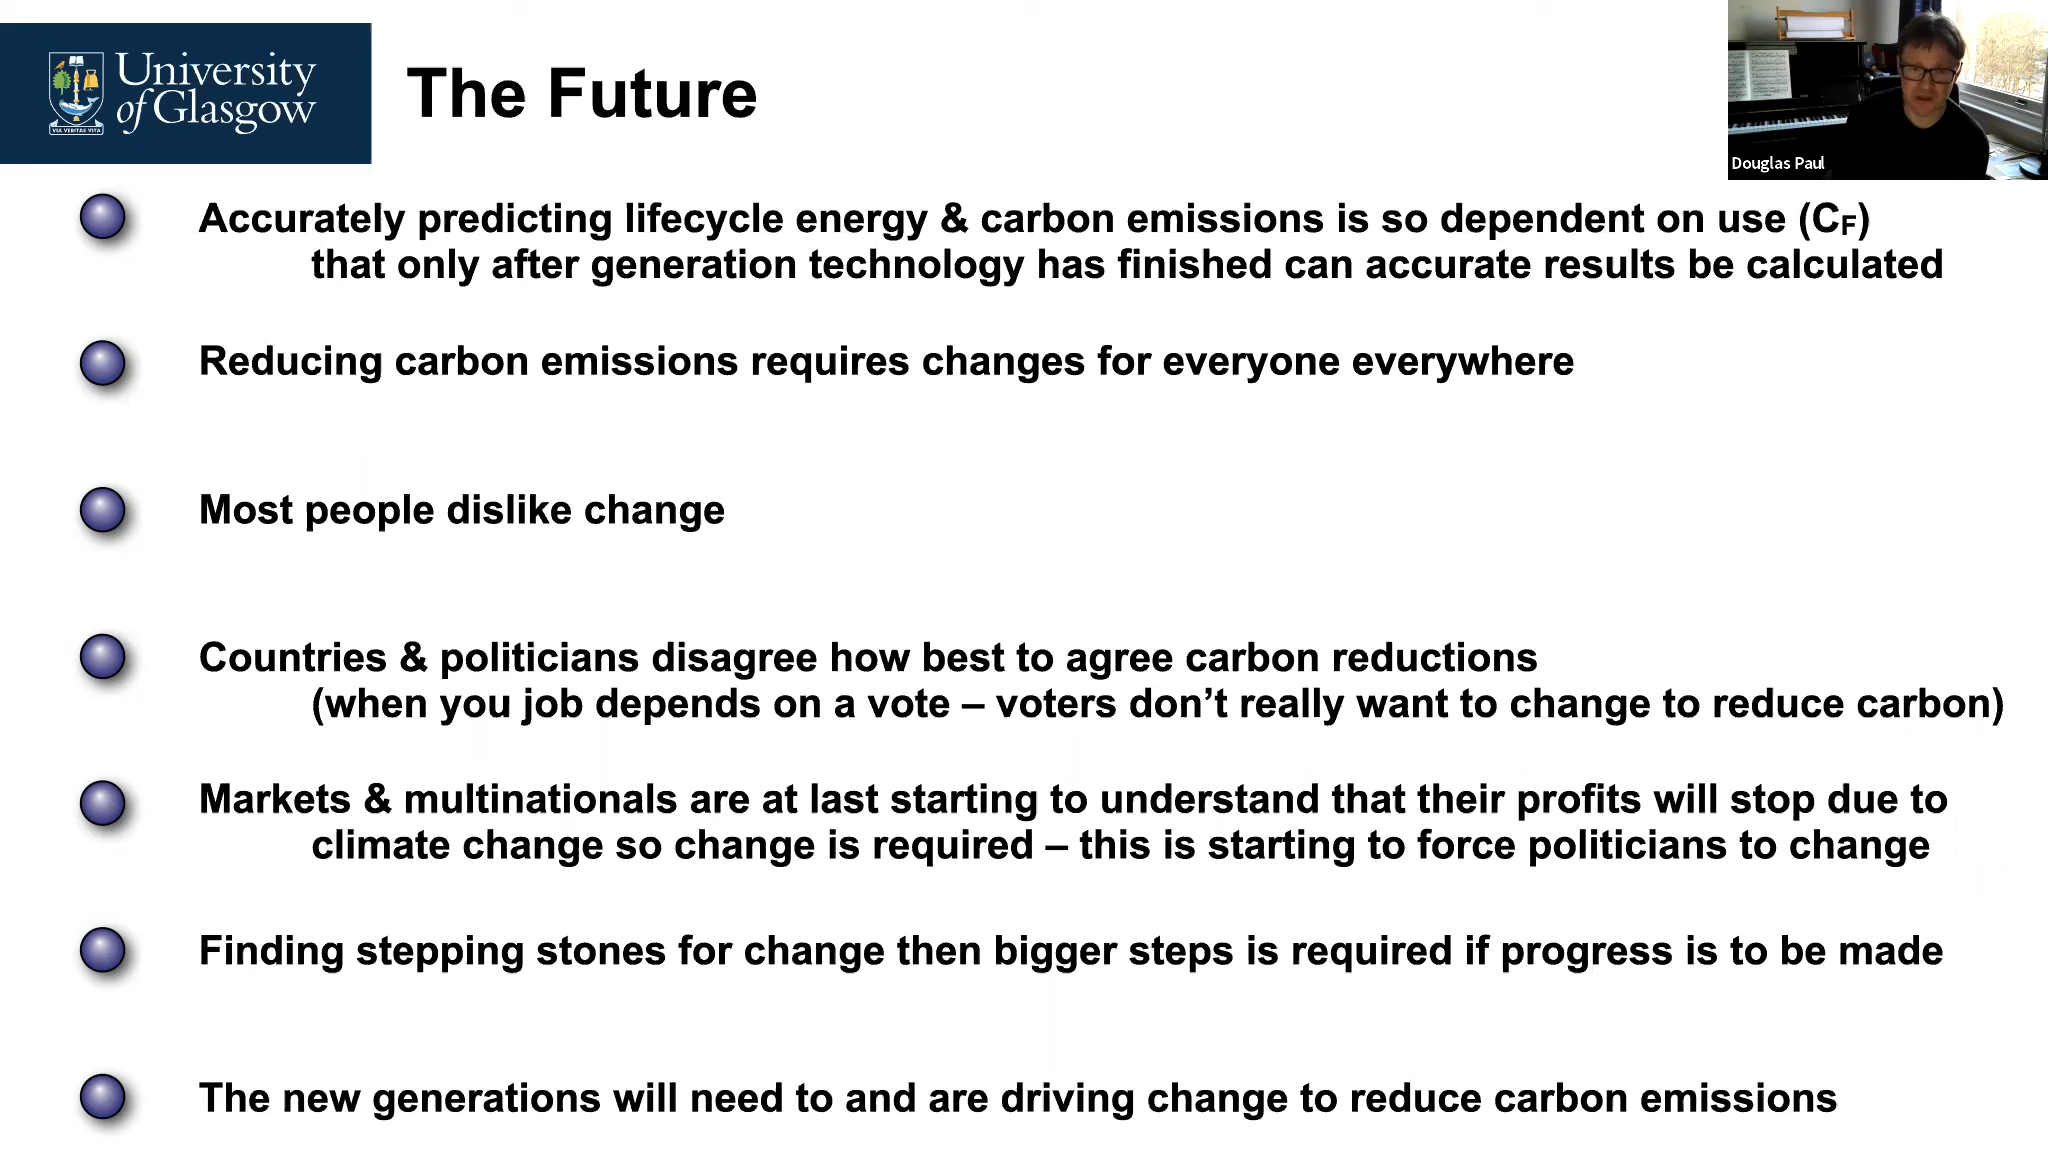 University
of Glasgow
VIA VERITAS VITA
The Future
Douglas Paul
Accurately predicting lifecycle energy & carbon emissions is so dependent on use (CF)
that only after generation technology has finished can accurate results be calculated
Reducing carbon emissions requires changes for everyone everywhere
Most people dislike change
Countries & politicians disagree how best to agree carbon reductions
(when you job depends on a vote – voters don’t really want to change to reduce carbon)
Markets & multinationals are at last starting to understand that their profits will stop due to
climate change so change is required – this is starting to force politicians to change
Finding stepping stones for change then bigger steps is required if progress is to be made
The new generations will need to and are driving change to reduce carbon emissions